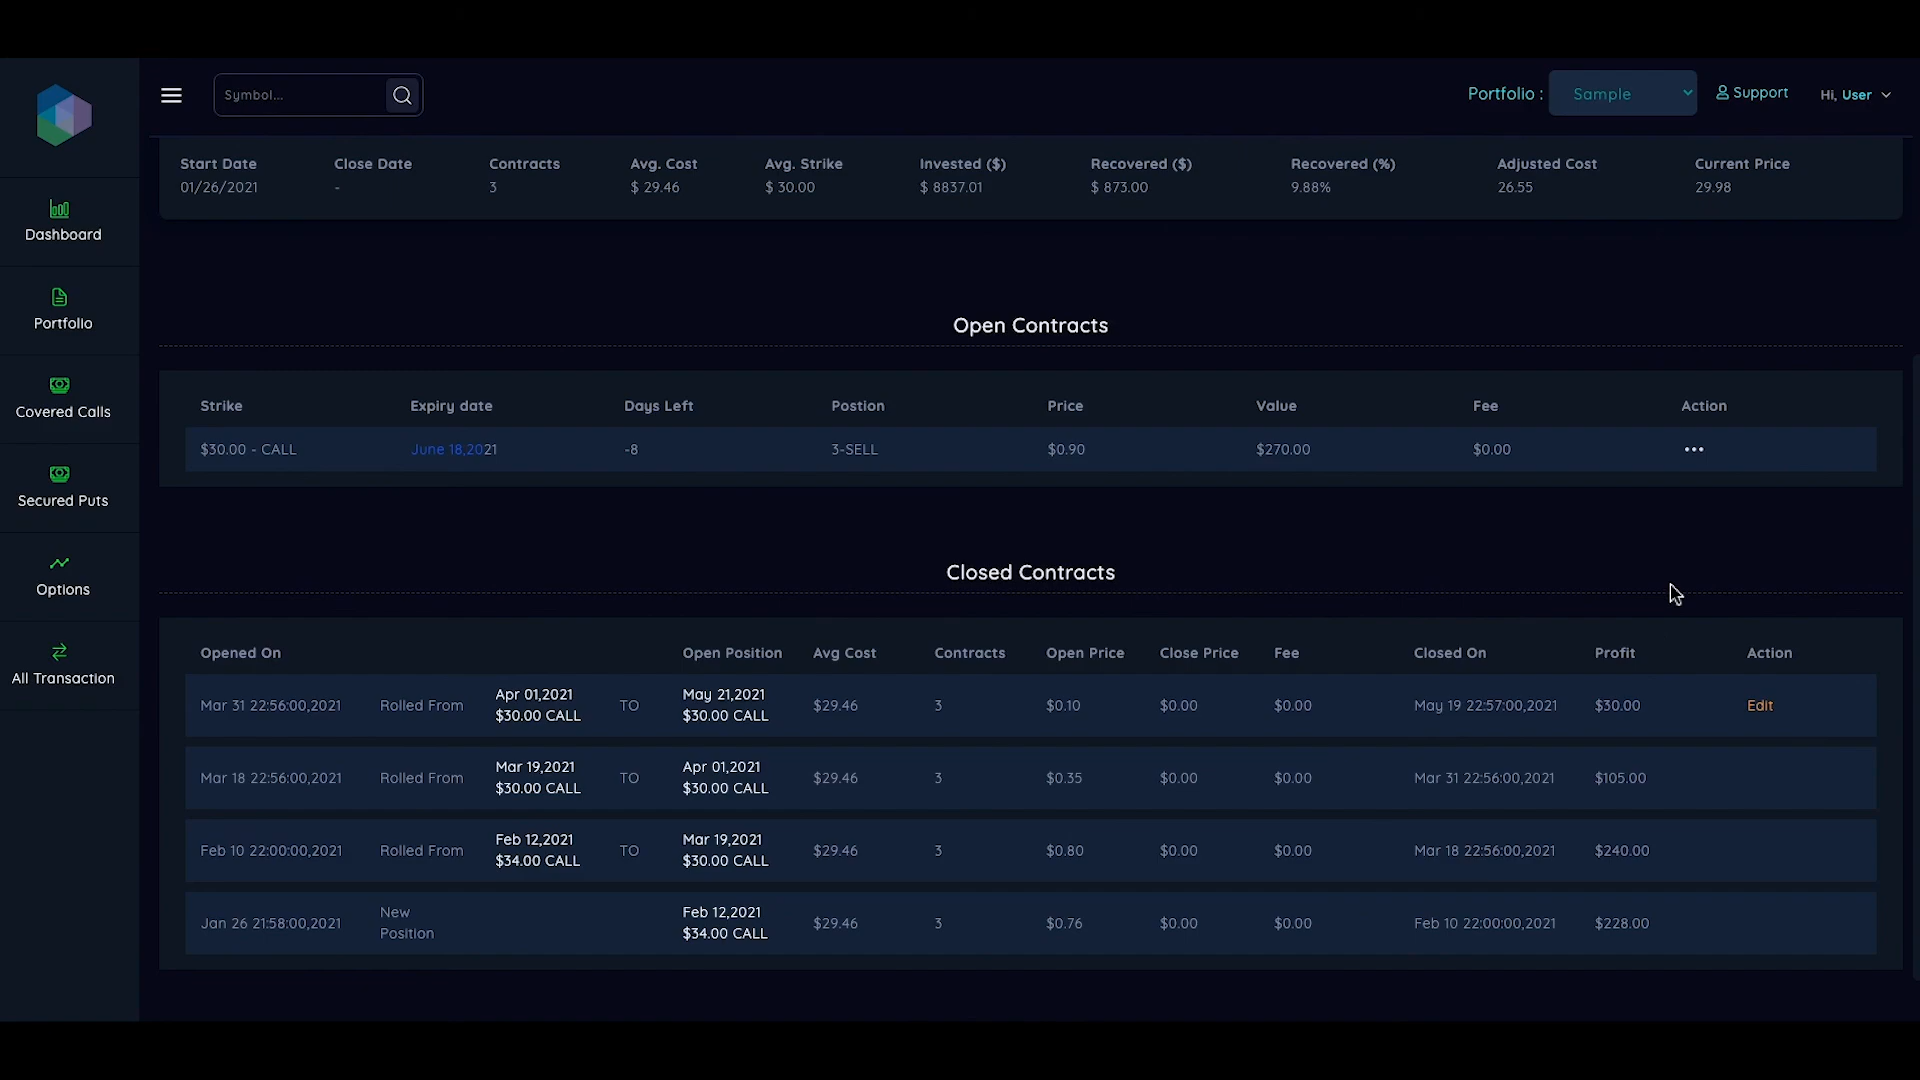 Symbol...
Portfolio :
Sample
Support
Hi, User
Dashboard
Portfolio
Covered Calls
Secured Puts
Options
All Transaction
Start Date Close Date Contracts Avg. Cost Avg. Strike Invested ($) Recovered ($) Recovered (%) Adjusted Cost Current Price
01/26/2021 - 3 $ 29.46 $ 30.00 $ 8837.01 $ 873.00 9.88% 26.55 29.98
Open Contracts
Strike Expiry date Days Left Postion Price Value Fee Action
$30.00 - CALL June 18,2021 -8 3-SELL $0.90 $270.00 $0.00 •••
Closed Contracts
Opened On Open Position Avg Cost Contracts Open Price Close Price Fee Closed On Profit Action
Mar 31 22:56:00,2021 Rolled From Apr 01,2021 $30.00 CALL TO May 21,2021 $30.00 CALL $29.46 3 $0.10 $0.00 $0.00 May 19 22:57:00,2021 $30.00 Edit
Mar 18 22:56:00,2021 Rolled From Mar 19,2021 $30.00 CALL TO Apr 01,2021 $30.00 CALL $29.46 3 $0.35 $0.00 $0.00 Mar 31 22:56:00,2021 $105.00
Feb 10 22:00:00,2021 Rolled From Feb 12,2021 $34.00 CALL TO Mar 19,2021 $30.00 CALL $29.46 3 $0.80 $0.00 $0.00 Mar 18 22:56:00,2021 $240.00
Jan 26 21:58:00,2021 New Position Feb 12,2021 $34.00 CALL $29.46 3 $0.76 $0.00 $0.00 Feb 10 22:00:00,2021 $228.00